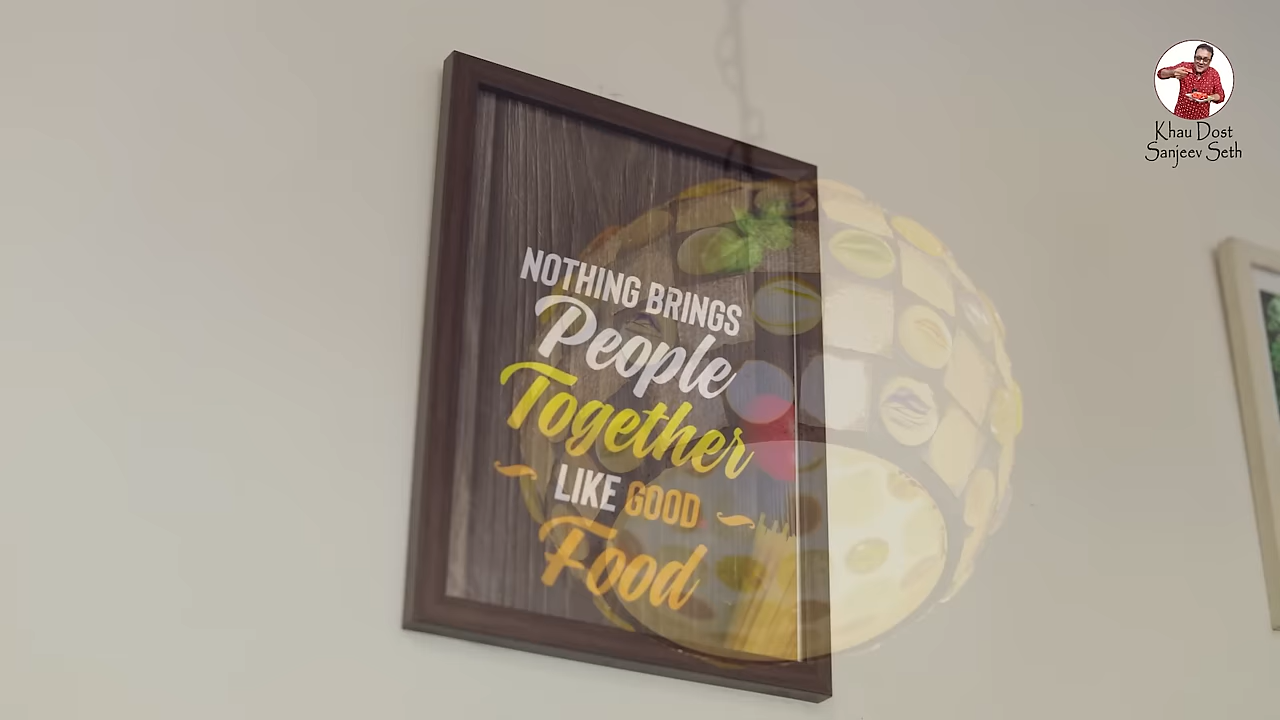 NOTHING BRINGS
People
Together
LIKE GOOD
Food
Khau Dost
Sanjeev Seth